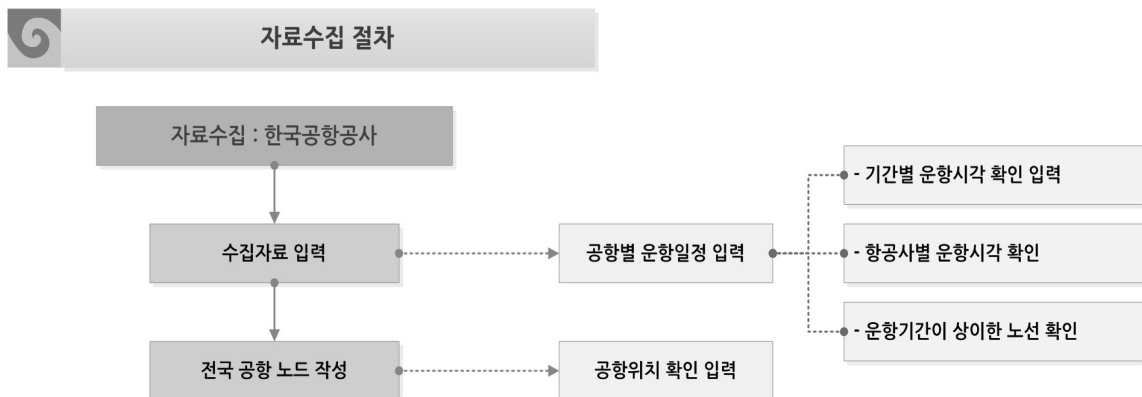 자료수집 절차
자료수집 : 한국공항공사
- 기간별 운항시각 확인 입력
수집자료 입력
공항별 운항일정 입력
- 항공사별 운항시각 확인
- 운항기간이 상이한 노선 확인
전국 공항 노드 작성
공항위치 확인 입력